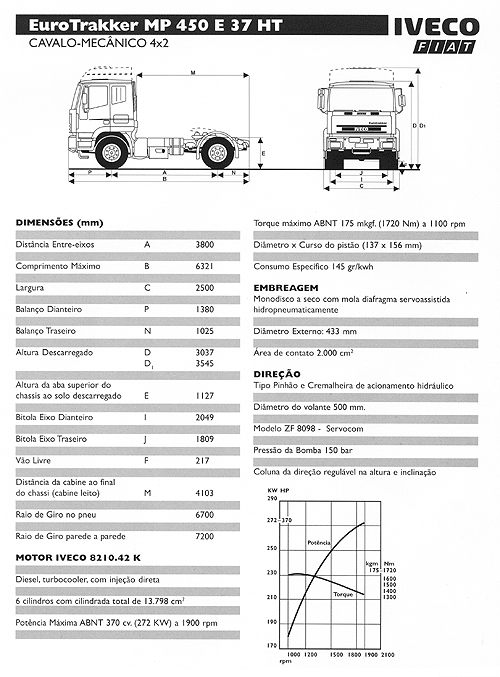 EuroTrakker MP 450 E 37 HT
CAVALO-MECÂNICO 4x2
IVECO
FIAT
M
E
P
A
N
B
D
D1
F
J
I
C
DIMENSÕES (mm)
Distância Entre-eixos A 3800
Comprimento Máximo B 6321
Largura C 2500
Balanço Dianteiro P 1380
Balanço Traseiro N 1025
Altura Descarregado D 3037
D1 3545
Altura da aba superior do
chassis ao solo descarregado E 1127
Bitola Eixo Dianteiro I 2049
Bitola Eixo Traseiro J 1809
Vão Livre F 217
Distância da cabine ao final
do chassi (cabine leito) M 4103
Raio de Giro no pneu 6700
Raio de Giro parede a parede 7200
MOTOR IVECO 8210.42 K
Diesel, turbocooler, com injeção direta
6 cilindros com cilindrada total de 13.798 cm³
Potência Máxima ABNT 370 cv. (272 KW) a 1900 rpm
Torque máximo ABNT 175 mkgf. (1720 Nm) a 1100 rpm
Diâmetro x Curso do pistão (137 x 156 mm)
Consumo Específico 145 gr/kwh
EMBREAGEM
Monodisco a seco com mola diafragma servoassistida
hidropneumaticamente
Diâmetro Externo: 433 mm
Área de contato 2.000 cm²
DIREÇÃO
Tipo Pinhão e Cremalheira de acionamento hidráulico
Diâmetro do volante 500 mm.
Modelo ZF 8098 - Servocom
Pressão da Bomba 150 bar
Coluna da direção regulável na altura e inclinação
KW HP
290
272 370
250
230
210
190
170
Potência
Torque
kgm Nm
175 1720
1600
1500
1400
1300
1000 1200 1400 1600 1800 1900 2100
rpm